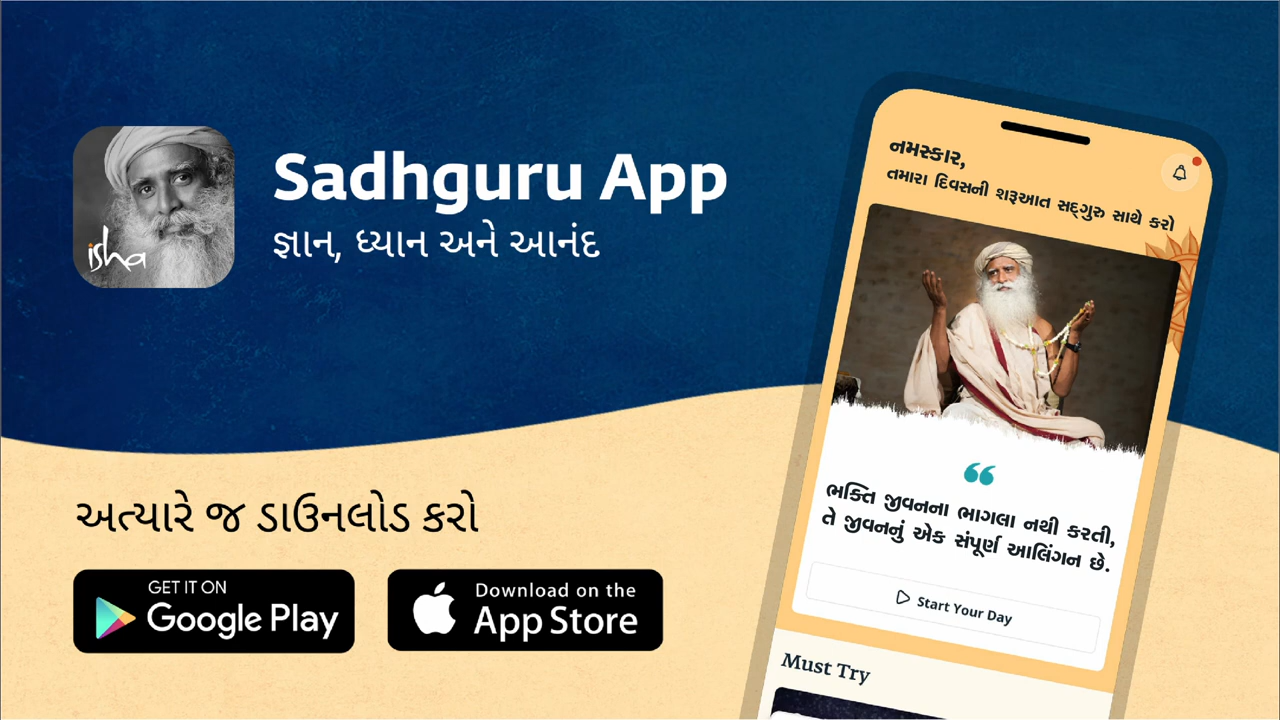 isha
Sadhguru App
જ્ઞાન, ધ્યાન અને આનંદ
અત્યારે જ ડાઉનલોડ કરો
GET IT ON
Google Play
Download on the
App Store
નમસ્કાર,
તમારા દિવસની શરૂઆત સદ્‌ગુરુ સાથે કરો
“
ભક્તિ જીવનના ભાગલા નથી કરતી,
તે જીવનનું એક સંપૂર્ણ આલિંગન છે.
Start Your Day
Must Try